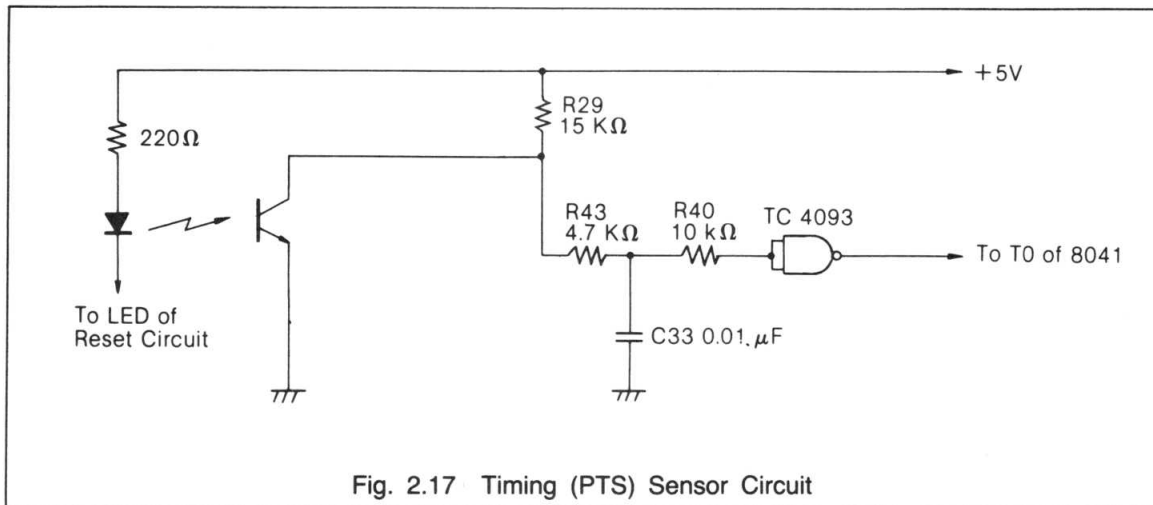 +5V
R29
15 KΩ
220Ω
R43
4.7 KΩ
R40
10 kΩ
TC 4093
To T0 of 8041
To LED of
Reset Circuit
C33 0.01. μF
Fig. 2.17 Timing (PTS) Sensor Circuit